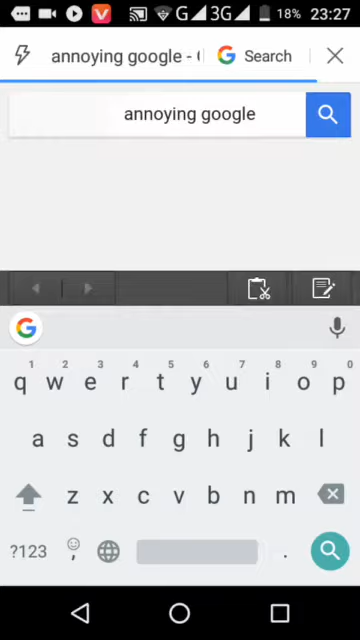 G 3G 18% 23:27
annoying google - Search
annoying google
1 2 3 4 5 6 7 8 9 0
q w e r t y u i o p
a s d f g h j k l
z x c v b n m
?123 , .